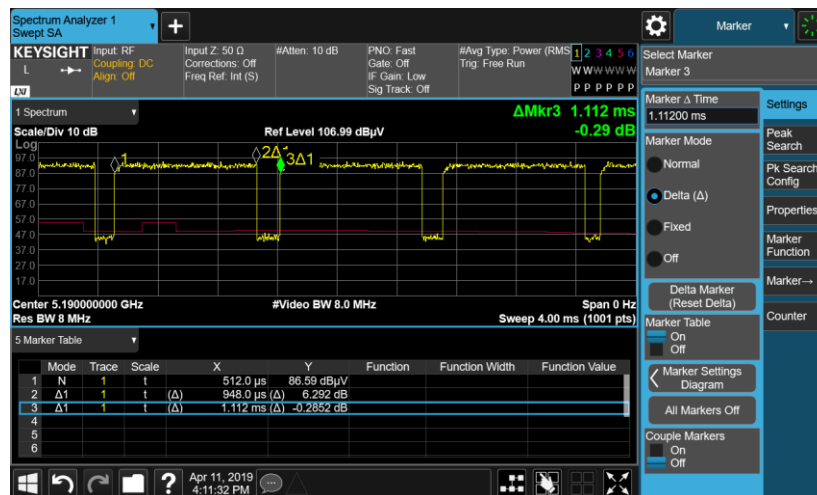 Spectrum Analyzer 1
Swept SA
+
Marker
KEYSIGHT
L
LXI
Input: RF
Coupling: DC
Align: Off
Input Z: 50 Ω
Corrections: Off
Freq Ref: Int (S)
#Atten: 10 dB
PNO: Fast
Gate: Off
IF Gain: Low
Sig Track: Off
#Avg Type: Power (RMS
Trig: Free Run
1 2 3 4 5 6
W W W W W W
P P P P P P
1 Spectrum
ΔMkr3 1.112 ms
-0.29 dB
Scale/Div 10 dB
Ref Level 106.99 dBµV
Log
97.0
87.0
77.0
67.0
57.0
47.0
37.0
27.0
17.0
1
3Δ1
Center 5.190000000 GHz
#Video BW 8.0 MHz
Span 0 Hz
Res BW 8 MHz
Sweep 4.00 ms (1001 pts)
5 Marker Table
Mode Trace Scale X Y Function Function Width Function Value
1 N 1 t 512.0 µs 86.59 dBµV
2 Δ1 1 t (Δ) 948.0 µs (Δ) 6.292 dB
3 Δ1 1 t (Δ) 1.112 ms (Δ) -0.2852 dB
4
5
6
?
Apr 11, 2019
4:11:32 PM
Select Marker
Marker 3
Marker Δ Time
1.11200 ms
Marker Mode
Normal
Delta (Δ)
Fixed
Off
Delta Marker
(Reset Delta)
Marker Table
On
Off
Marker Settings
Diagram
All Markers Off
Couple Markers
On
Off
Settings
Peak
Search
Pk Search
Config
Properties
Marker
Function
Marker→
Counter